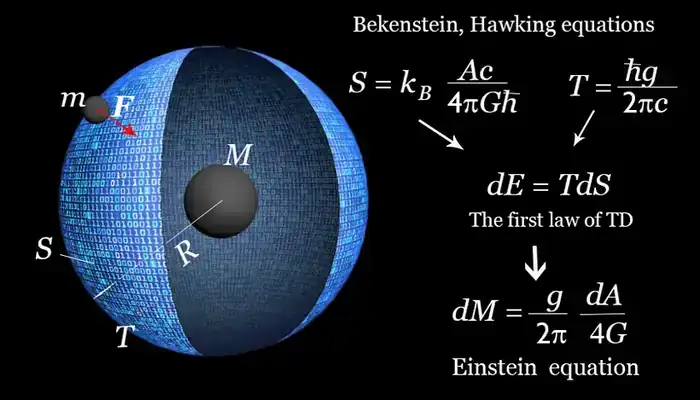 Bekenstein, Hawking equations
S = k_B Ac/4πGħ
T = ħg/2πc
dE = TdS
The first law of TD
dM = g/2π dA/4G
Einstein equation
m
F
M
R
S
T